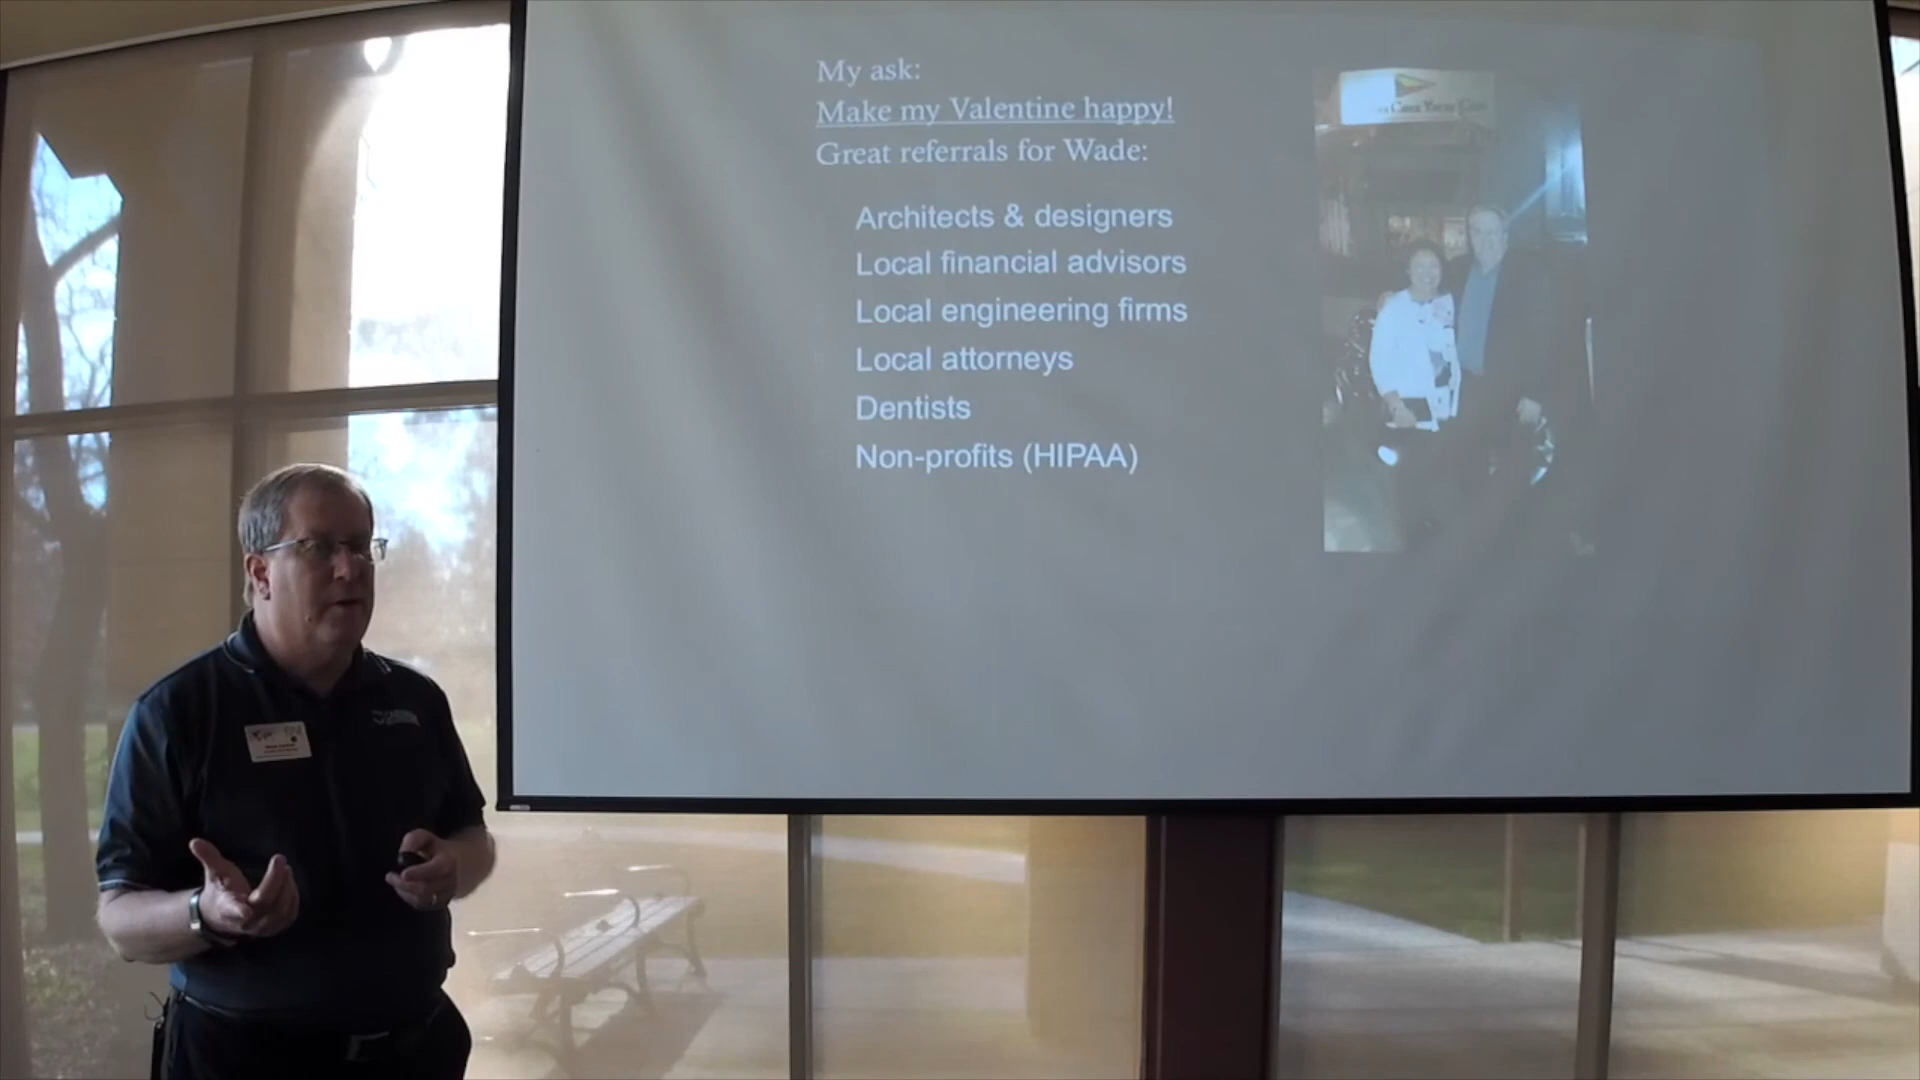 My ask:
Make my Valentine happy!
Great referrals for Wade:
Architects & designers
Local financial advisors
Local engineering firms
Local attorneys
Dentists
Non-profits (HIPAA)